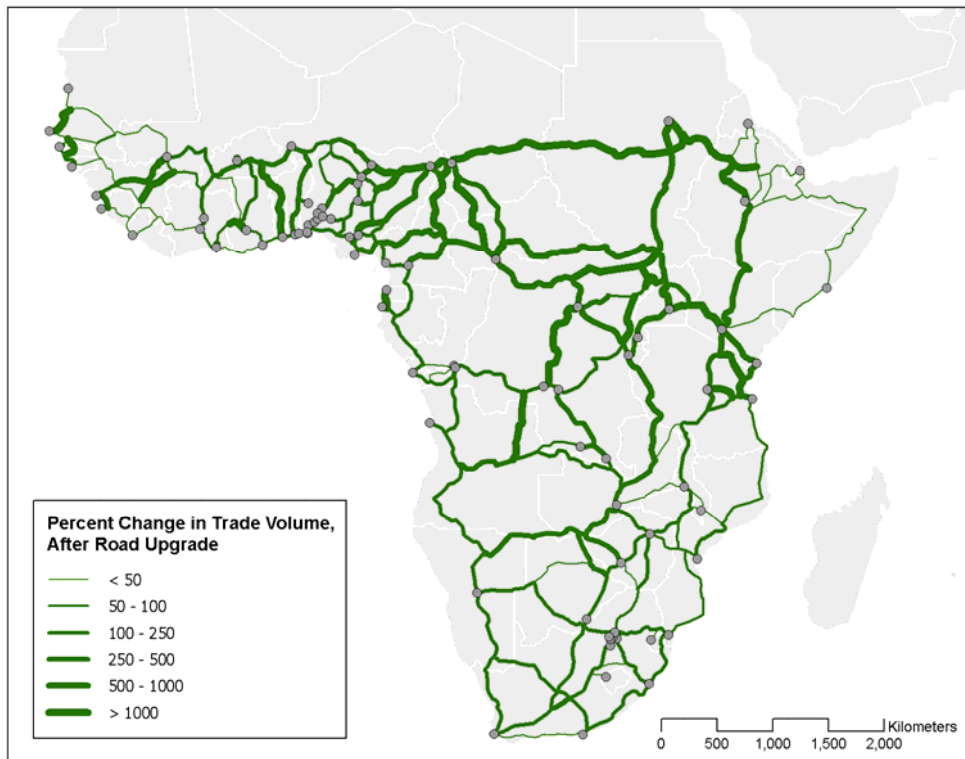 Percent Change in Trade Volume,
After Road Upgrade
< 50
50 - 100
100 - 250
250 - 500
500 - 1000
> 1000
Kilometers
0 500 1,000 1,500 2,000